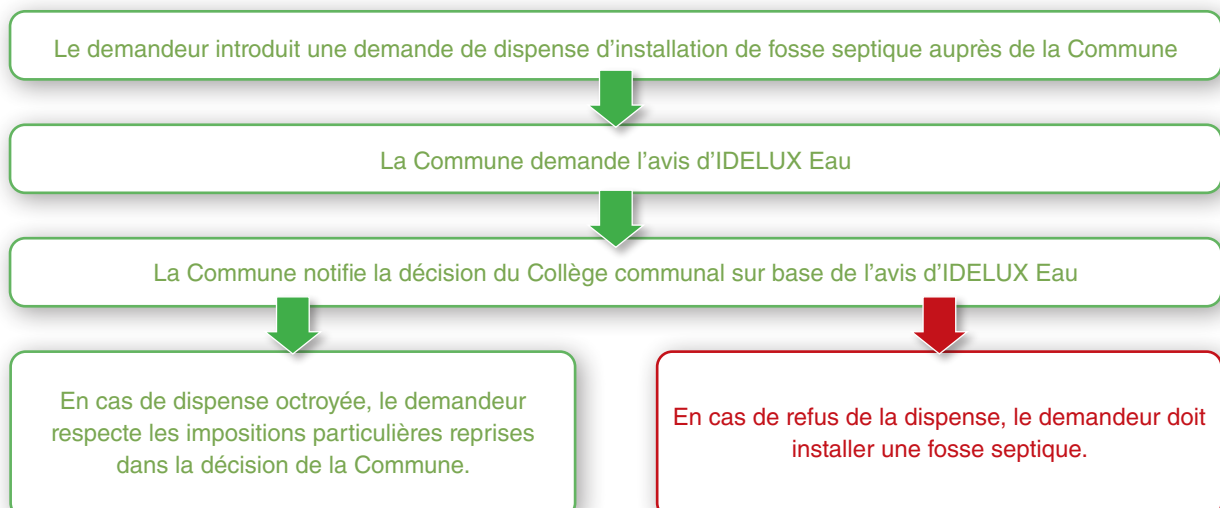 Le demandeur introduit une demande de dispense d’installation de fosse septique auprès de la Commune
La Commune demande l’avis d’IDELUX Eau
La Commune notifie la décision du Collège communal sur base de l’avis d’IDELUX Eau
En cas de dispense octroyée, le demandeur
respecte les impositions particulières reprises
dans la décision de la Commune.
En cas de refus de la dispense, le demandeur doit
installer une fosse septique.